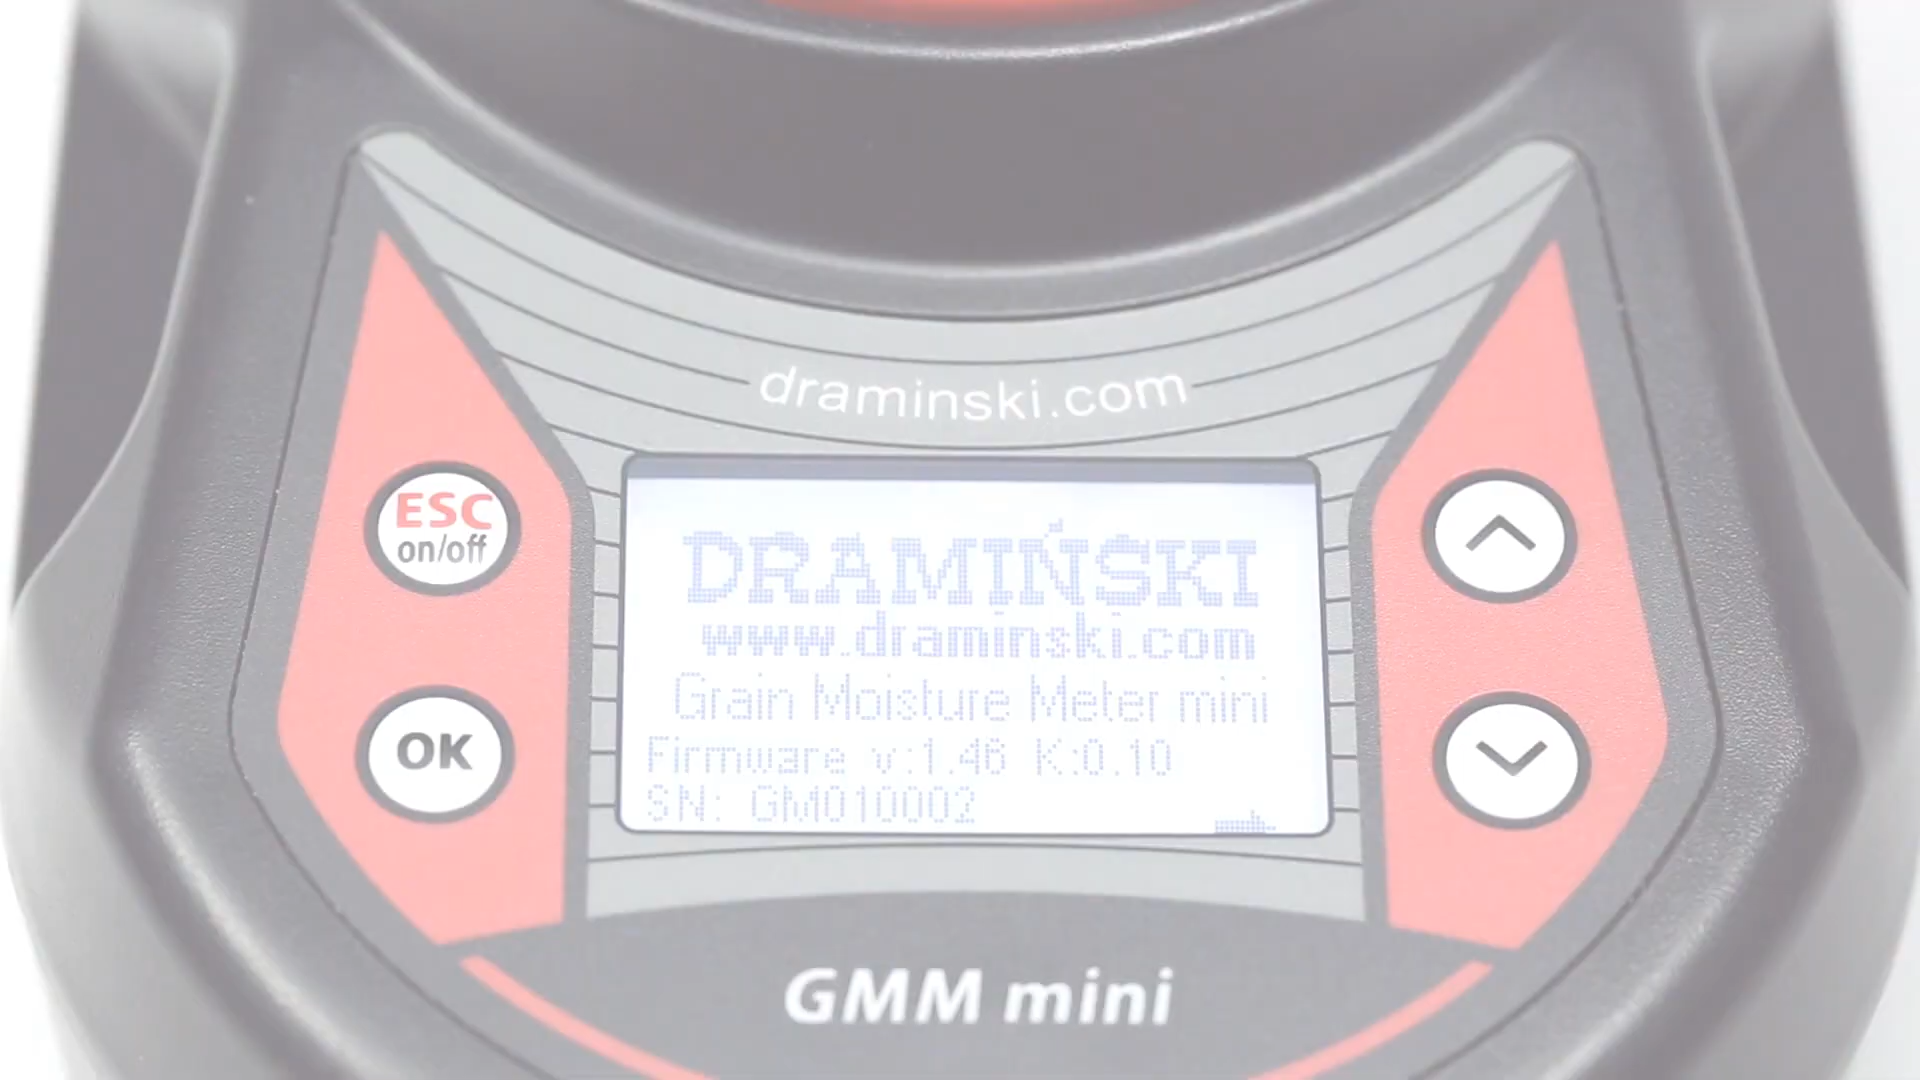 draminski.com
ESC
on/off
OK
DRAMIŃSKI
www.draminski.com
Grain Moisture Meter mini
Firmware v:1.46 K:0.10
SN: GM010002
GMM mini